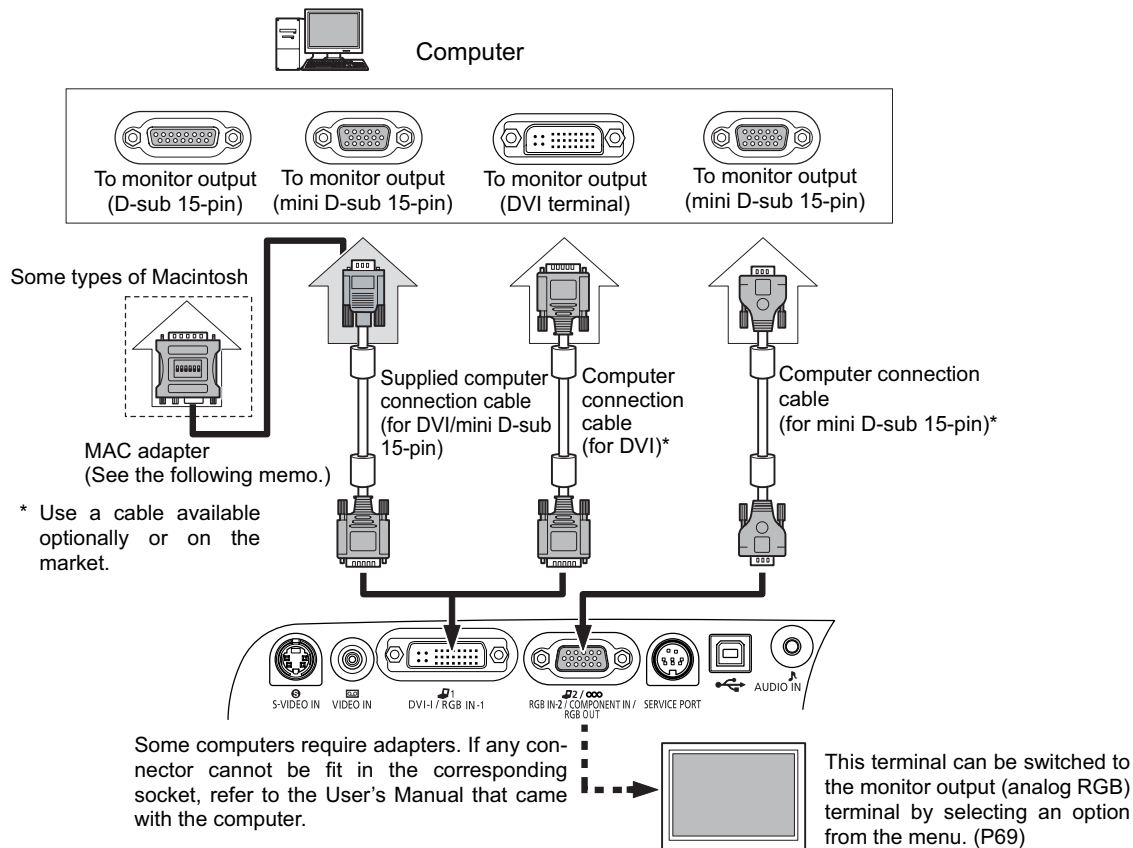 Computer
To monitor output
(D-sub 15-pin)
To monitor output
(mini D-sub 15-pin)
To monitor output
(DVI terminal)
To monitor output
(mini D-sub 15-pin)
Some types of Macintosh
MAC adapter
(See the following memo.)
* Use a cable available
optionally or on the
market.
Supplied computer
connection cable
(for DVI/mini D-sub
15-pin)
Computer
connection
cable
(for DVI)*
Computer connection
cable
(for mini D-sub 15-pin)*
S
S-VIDEO IN
VIDEO IN
1
DVI-I / RGB IN-1
2 /
RGB IN-2 / COMPONENT IN /
RGB OUT
SERVICE PORT
AUDIO IN
Some computers require adapters. If any con-
nector cannot be fit in the corresponding
socket, refer to the User's Manual that came
with the computer.
This terminal can be switched to
the monitor output (analog RGB)
terminal by selecting an option
from the menu. (P69)